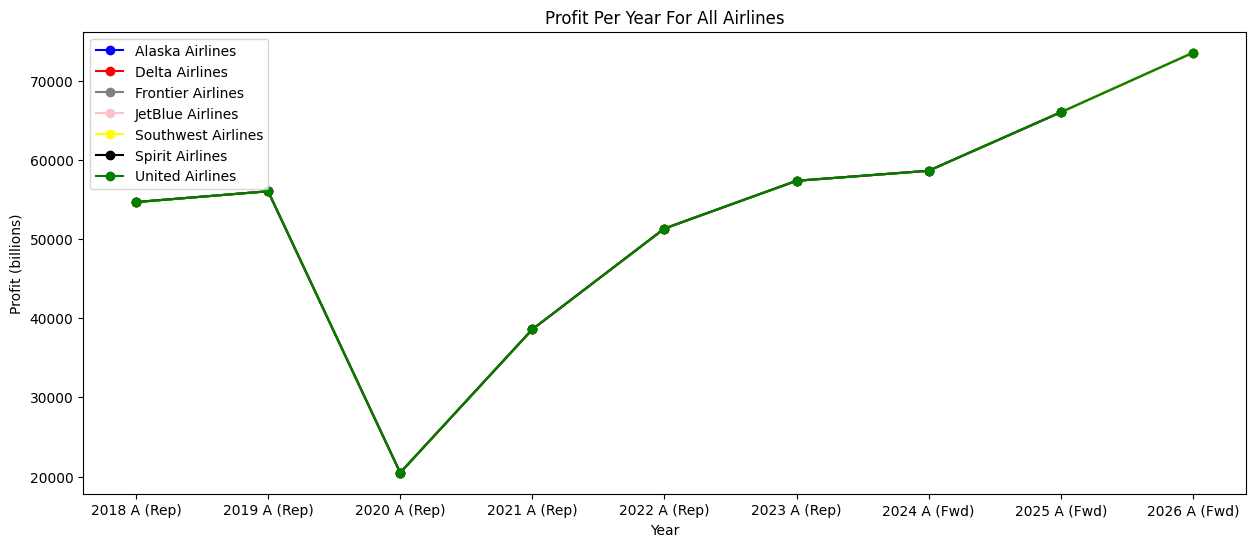 Profit Per Year For All Airlines
Alaska Airlines
Delta Airlines
Frontier Airlines
JetBlue Airlines
Southwest Airlines
Spirit Airlines
United Airlines
Profit (billions)
70000
60000
50000
40000
30000
20000
2018 A (Rep)
2019 A (Rep)
2020 A (Rep)
2021 A (Rep)
2022 A (Rep)
2023 A (Rep)
2024 A (Fwd)
2025 A (Fwd)
2026 A (Fwd)
Year